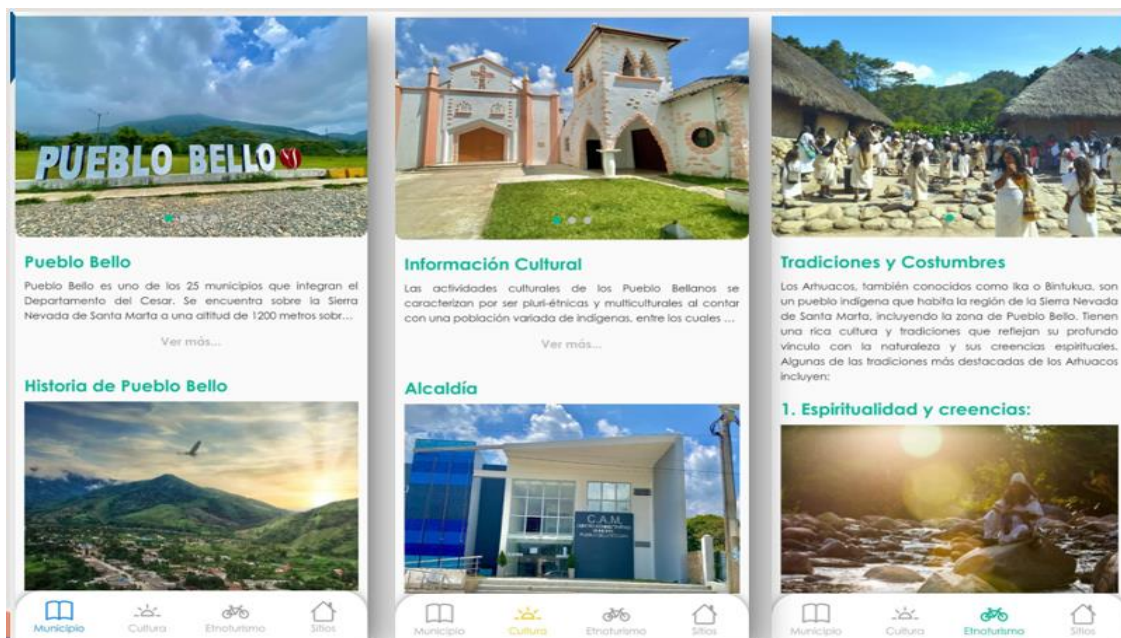 PUEBLO BELLO
Pueblo Bello
Pueblo Bello es uno de los 25 municipios que integran el
Departamento del Cesar. Se encuentra sobre la Sierra
Nevada de Santa Marta a una altitud de 1200 metros sobr...
Ver más...
Historia de Pueblo Bello
Municipio
Cultura
Etnoturismo
Sitios
Información Cultural
Las actividades culturales de los Pueblo Bellanos se
caracterizan por ser pluri-étnicas y multiculturales al contar
con una población variada de indígenas, entre los cuales ...
Ver más...
Alcaldía
C.A.M.
Municipio
Cultura
Etnoturismo
Sitios
Tradiciones y Costumbres
Los Arhuacos, también conocidos como Ika o Bintukua, son
un pueblo indígena que habita la región de la Sierra Nevada
de Santa Marta, incluyendo la zona de Pueblo Bello. Tienen
una rica cultura y tradiciones que reflejan su profundo
vínculo con la naturaleza y sus creencias espirituales.
Algunas de las tradiciones más destacadas de los Arhuacos
incluyen:
1. Espiritualidad y creencias:
Municipio
Cultura
Etnoturismo
Sitios